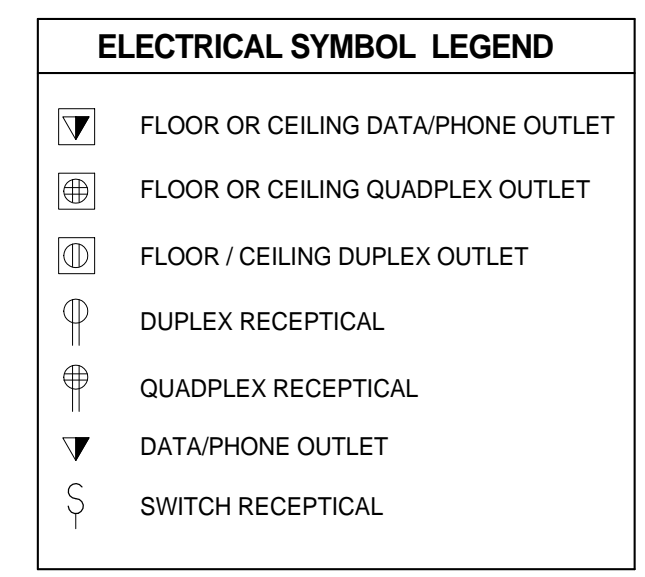 ELECTRICAL SYMBOL LEGEND
FLOOR OR CEILING DATA/PHONE OUTLET
FLOOR OR CEILING QUADPLEX OUTLET
FLOOR / CEILING DUPLEX OUTLET
DUPLEX RECEPTICAL
QUADPLEX RECEPTICAL
DATA/PHONE OUTLET
SWITCH RECEPTICAL